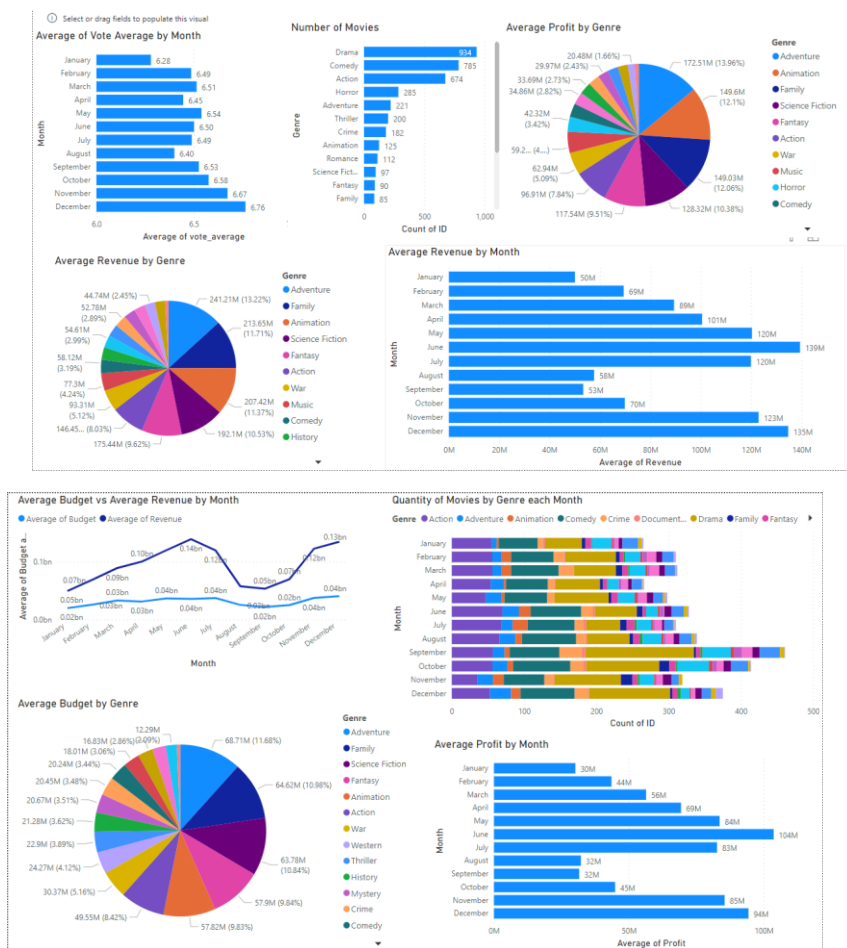 Select or drag fields to populate this visual
Average of Vote Average by Month
Month
January 6.28
February 6.49
March 6.51
April 6.45
May 6.54
June 6.50
July 6.49
August 6.40
September 6.53
October 6.58
November 6.67
December 6.76
6.0 6.5
Average of vote_average
Number of Movies
Genre
Drama 934
Comedy 785
Action 674
Horror 285
Adventure 221
Thriller 200
Crime 182
Animation 125
Romance 112
Science Fict... 97
Fantasy 90
Family 85
0 500 1,000
Count of ID
Average Profit by Genre
20.48M (1.66%)
29.97M (2.43%)
33.69M (2.73%)
34.86M (2.82%)
42.32M (3.42%)
59.2... (4....)
62.94M (5.09%)
96.91M (7.84%)
117.54M (9.51%)
128.32M (10.38%)
149.03M (12.06%)
149.6M (12.1%)
172.51M (13.96%)
Genre
Adventure
Animation
Family
Science Fiction
Fantasy
Action
War
Music
Horror
Comedy
Average Revenue by Genre
44.74M (2.45%)
52.78M (2.89%)
54.61M (2.99%)
58.12M (3.19%)
77.3M (4.24%)
93.31M (5.12%)
146.45... (8.03%)
175.44M (9.62%)
192.1M (10.53%)
207.42M (11.37%)
213.65M (11.71%)
241.21M (13.22%)
Genre
Adventure
Family
Animation
Science Fiction
Fantasy
Action
War
Music
Comedy
History
Average Revenue by Month
Month
January 50M
February 69M
March 89M
April 101M
May 120M
June 139M
July 120M
August 58M
September 53M
October 70M
November 123M
December 135M
0M 20M 40M 60M 80M 100M 120M 140M
Average of Revenue
Average Budget vs Average Revenue by Month
Average of Budget Average of Revenue
Average of Budget a...
0.1bn
0.0bn
0.07bn 0.09bn 0.10bn 0.14bn 0.12bn 0.05bn 0.07bn 0.12bn 0.13bn
0.05bn
0.02bn 0.03bn 0.03bn 0.04bn 0.04bn 0.04bn 0.02bn 0.02bn 0.04bn 0.04bn
January February March April May June July August September October November December
Month
Quantity of Movies by Genre each Month
Genre Action Adventure Animation Comedy Crime Document... Drama Family Fantasy
Month
January
February
March
April
May
June
July
August
September
October
November
December
0 100 200 300 400 500
Count of ID
Average Budget by Genre
12.29M (2.09%)
16.83M (2.86%)
18.01M (3.06%)
20.24M (3.44%)
20.45M (3.48%)
20.67M (3.51%)
21.28M (3.62%)
22.9M (3.89%)
24.27M (4.12%)
30.37M (5.16%)
49.55M (8.42%)
57.82M (9.83%)
57.9M (9.84%)
63.78M (10.84%)
64.62M (10.98%)
68.71M (11.68%)
Genre
Adventure
Family
Science Fiction
Fantasy
Animation
Action
War
Western
Thriller
History
Mystery
Crime
Comedy
Average Profit by Month
Month
January 30M
February 44M
March 56M
April 69M
May 84M
June 104M
July 83M
August 32M
September 32M
October 45M
November 85M
December 94M
0M 50M 100M
Average of Profit